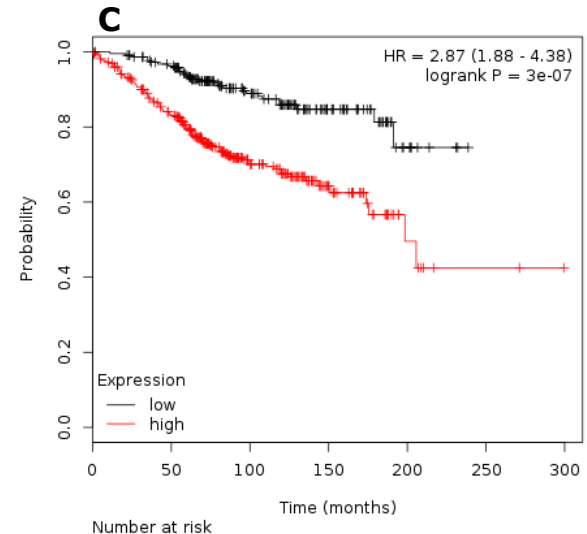 C
HR = 2.87 (1.88 - 4.38)
logrank P = 3e-07
Probability
1.0
0.8
0.6
0.4
0.2
0.0
Expression
low
high
0 50 100 150 200 250 300
Time (months)
Number at risk